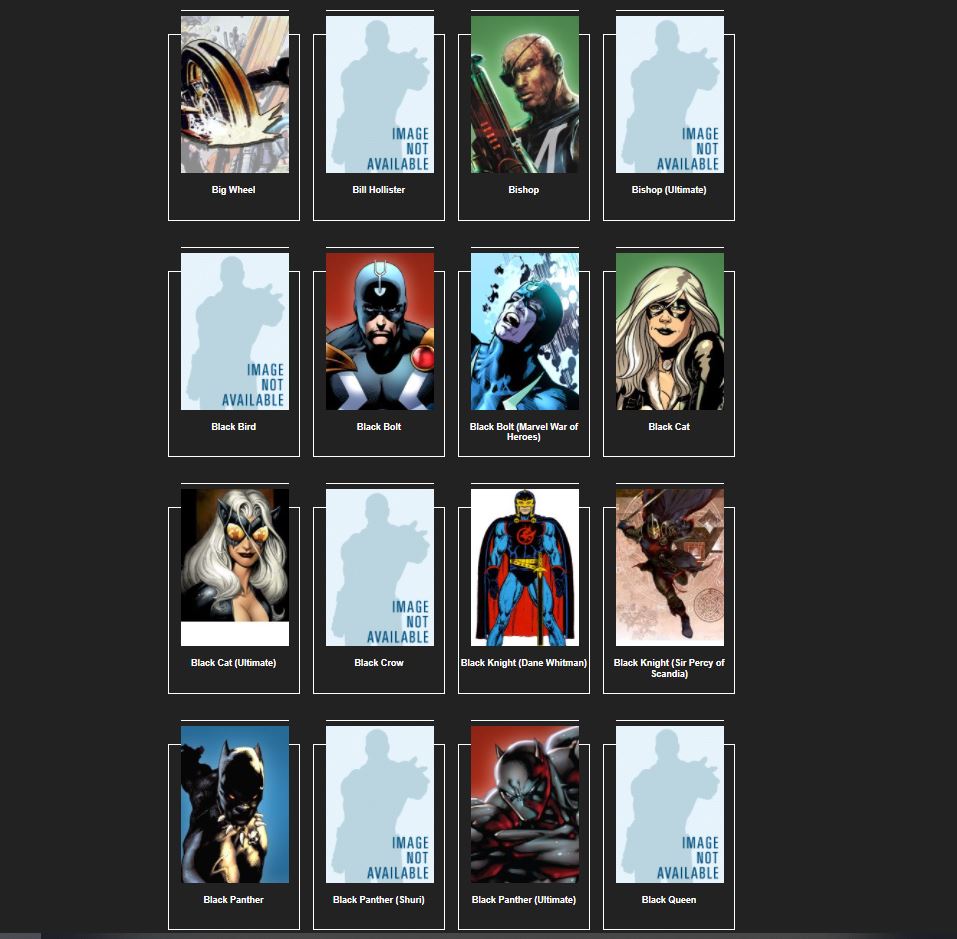 IMAGE
NOT
AVAILABLE
IMAGE
NOT
AVAILABLE
Big Wheel
Bill Hollister
Bishop
Bishop (Ultimate)
IMAGE
NOT
AVAILABLE
Black Bird
Black Bolt
Black Bolt (Marvel War of
Heroes)
Black Cat
IMAGE
NOT
AVAILABLE
Black Cat (Ultimate)
Black Crow
Black Knight (Dane Whitman)
Black Knight (Sir Percy of
Scandia)
IMAGE
NOT
AVAILABLE
IMAGE
NOT
AVAILABLE
Black Panther
Black Panther (Shuri)
Black Panther (Ultimate)
Black Queen